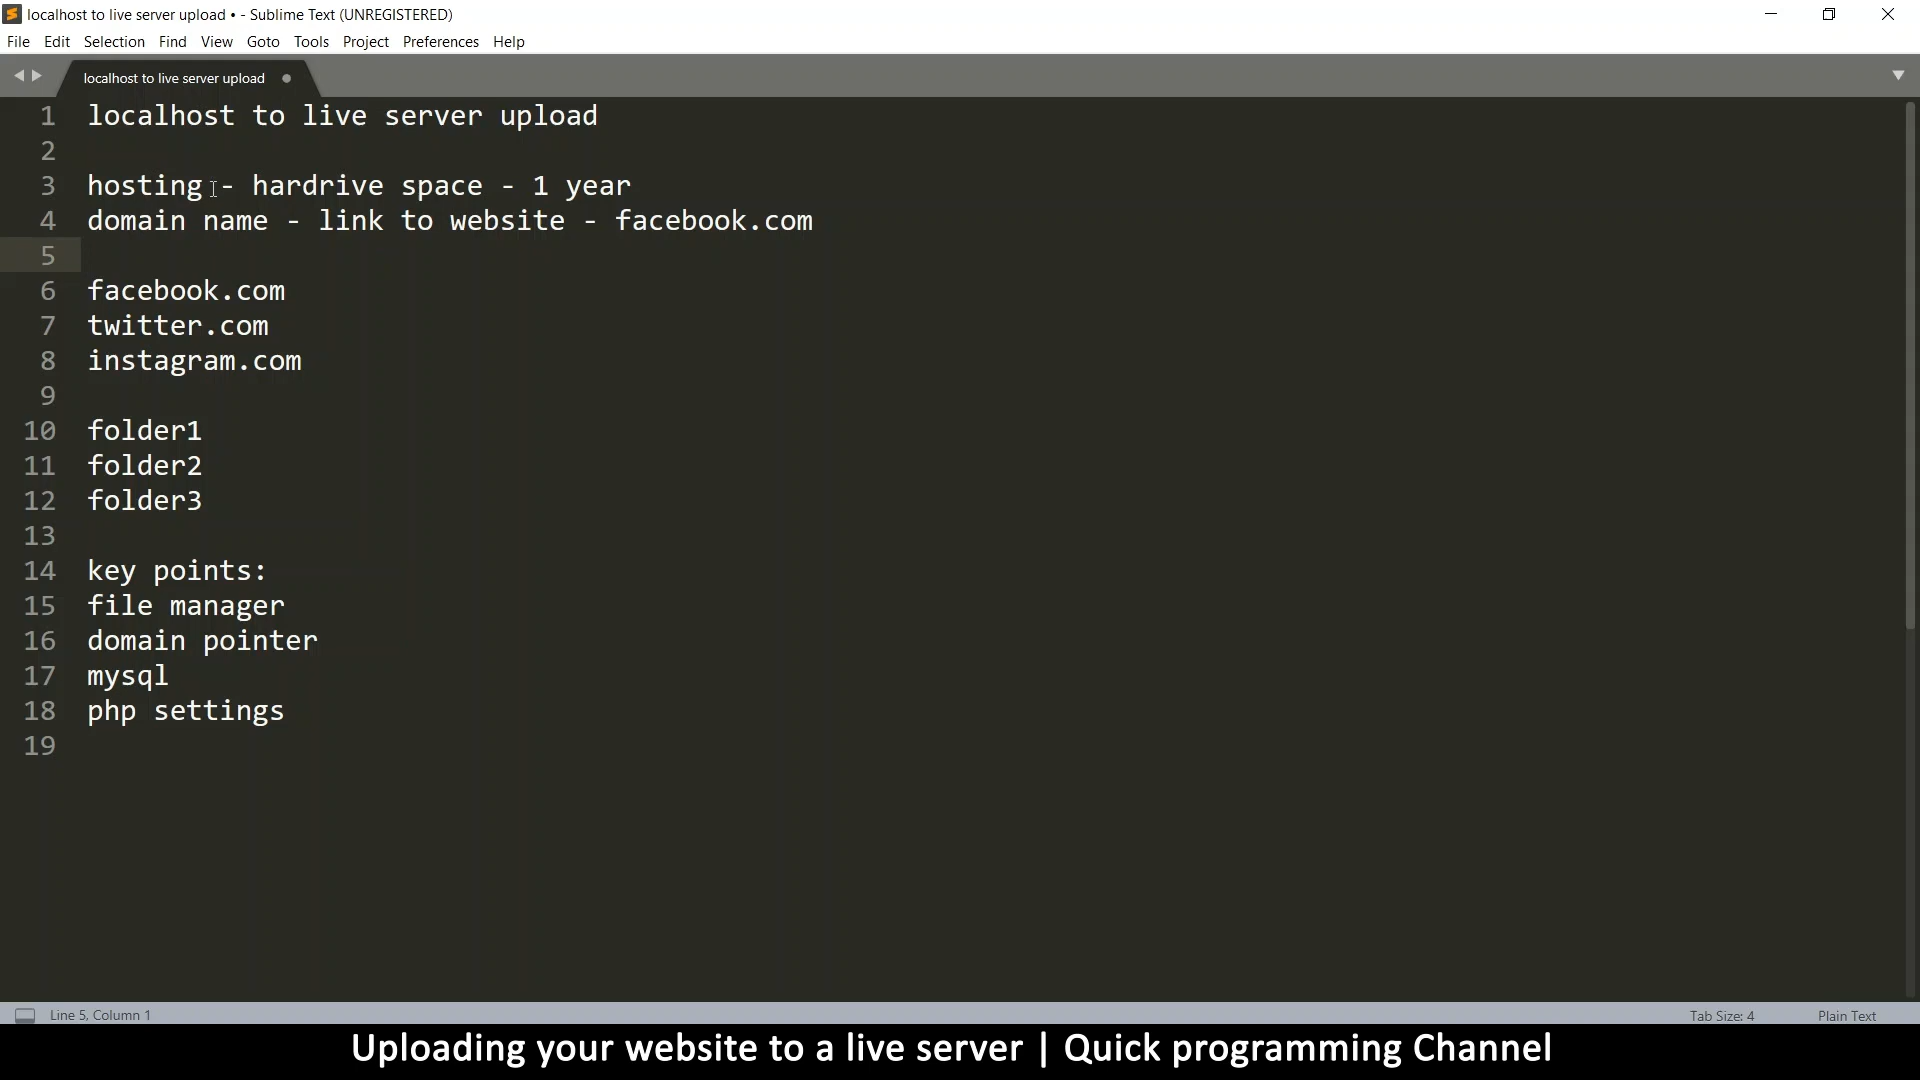 localhost to live server upload • - Sublime Text (UNREGISTERED)
File Edit Selection Find View Goto Tools Project Preferences Help
localhost to live server upload
1 localhost to live server upload
2
3 hosting - hardrive space - 1 year
4 domain name - link to website - facebook.com
5
6 facebook.com
7 twitter.com
8 instagram.com
9
10 folder1
11 folder2
12 folder3
13
14 key points:
15 file manager
16 domain pointer
17 mysql
18 php settings
19
Line 5, Column 1 Tab Size: 4 Plain Text
Uploading your website to a live server | Quick programming Channel